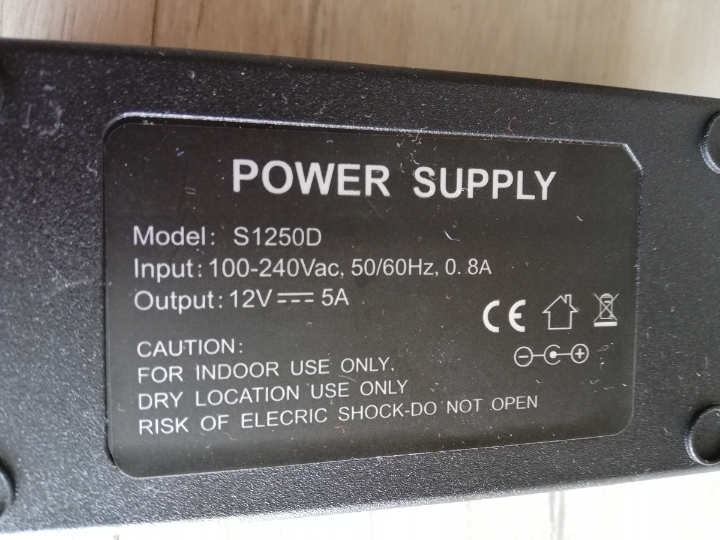 POWER SUPPLY
Model: S1250D
Input: 100-240Vac, 50/60Hz, 0. 8A
Output: 12V⎓5A
CE
CAUTION:
FOR INDOOR USE ONLY,
DRY LOCATION USE ONLY
RISK OF ELECRIC SHOCK-DO NOT OPEN